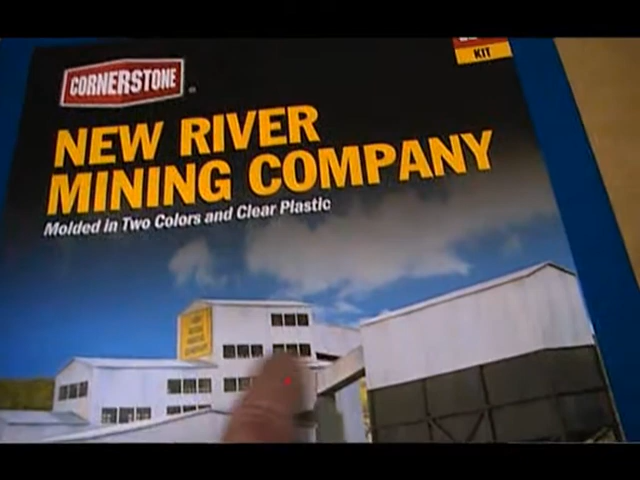 CORNERSTONE
KIT
NEW RIVER
MINING COMPANY
Molded in Two Colors and Clear Plastic